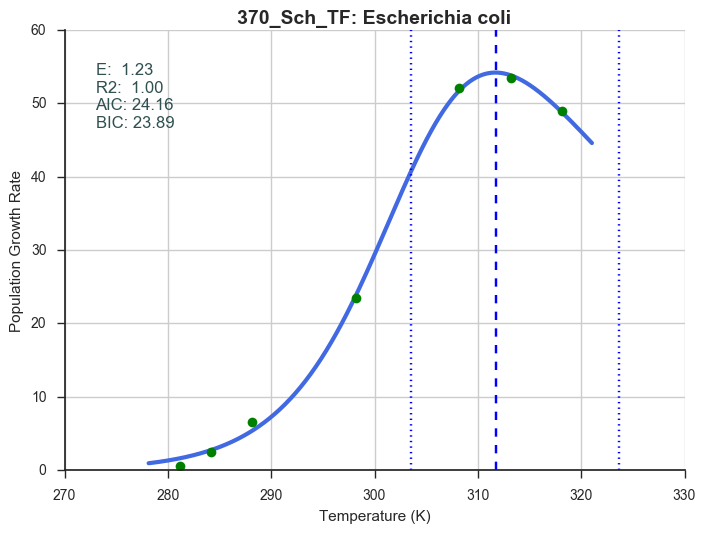 370_Sch_TF: Escherichia coli
E:  1.23
R2:  1.00
AIC: 24.16
BIC: 23.89
Population Growth Rate
60
50
40
30
20
10
0
270 280 290 300 310 320 330
Temperature (K)